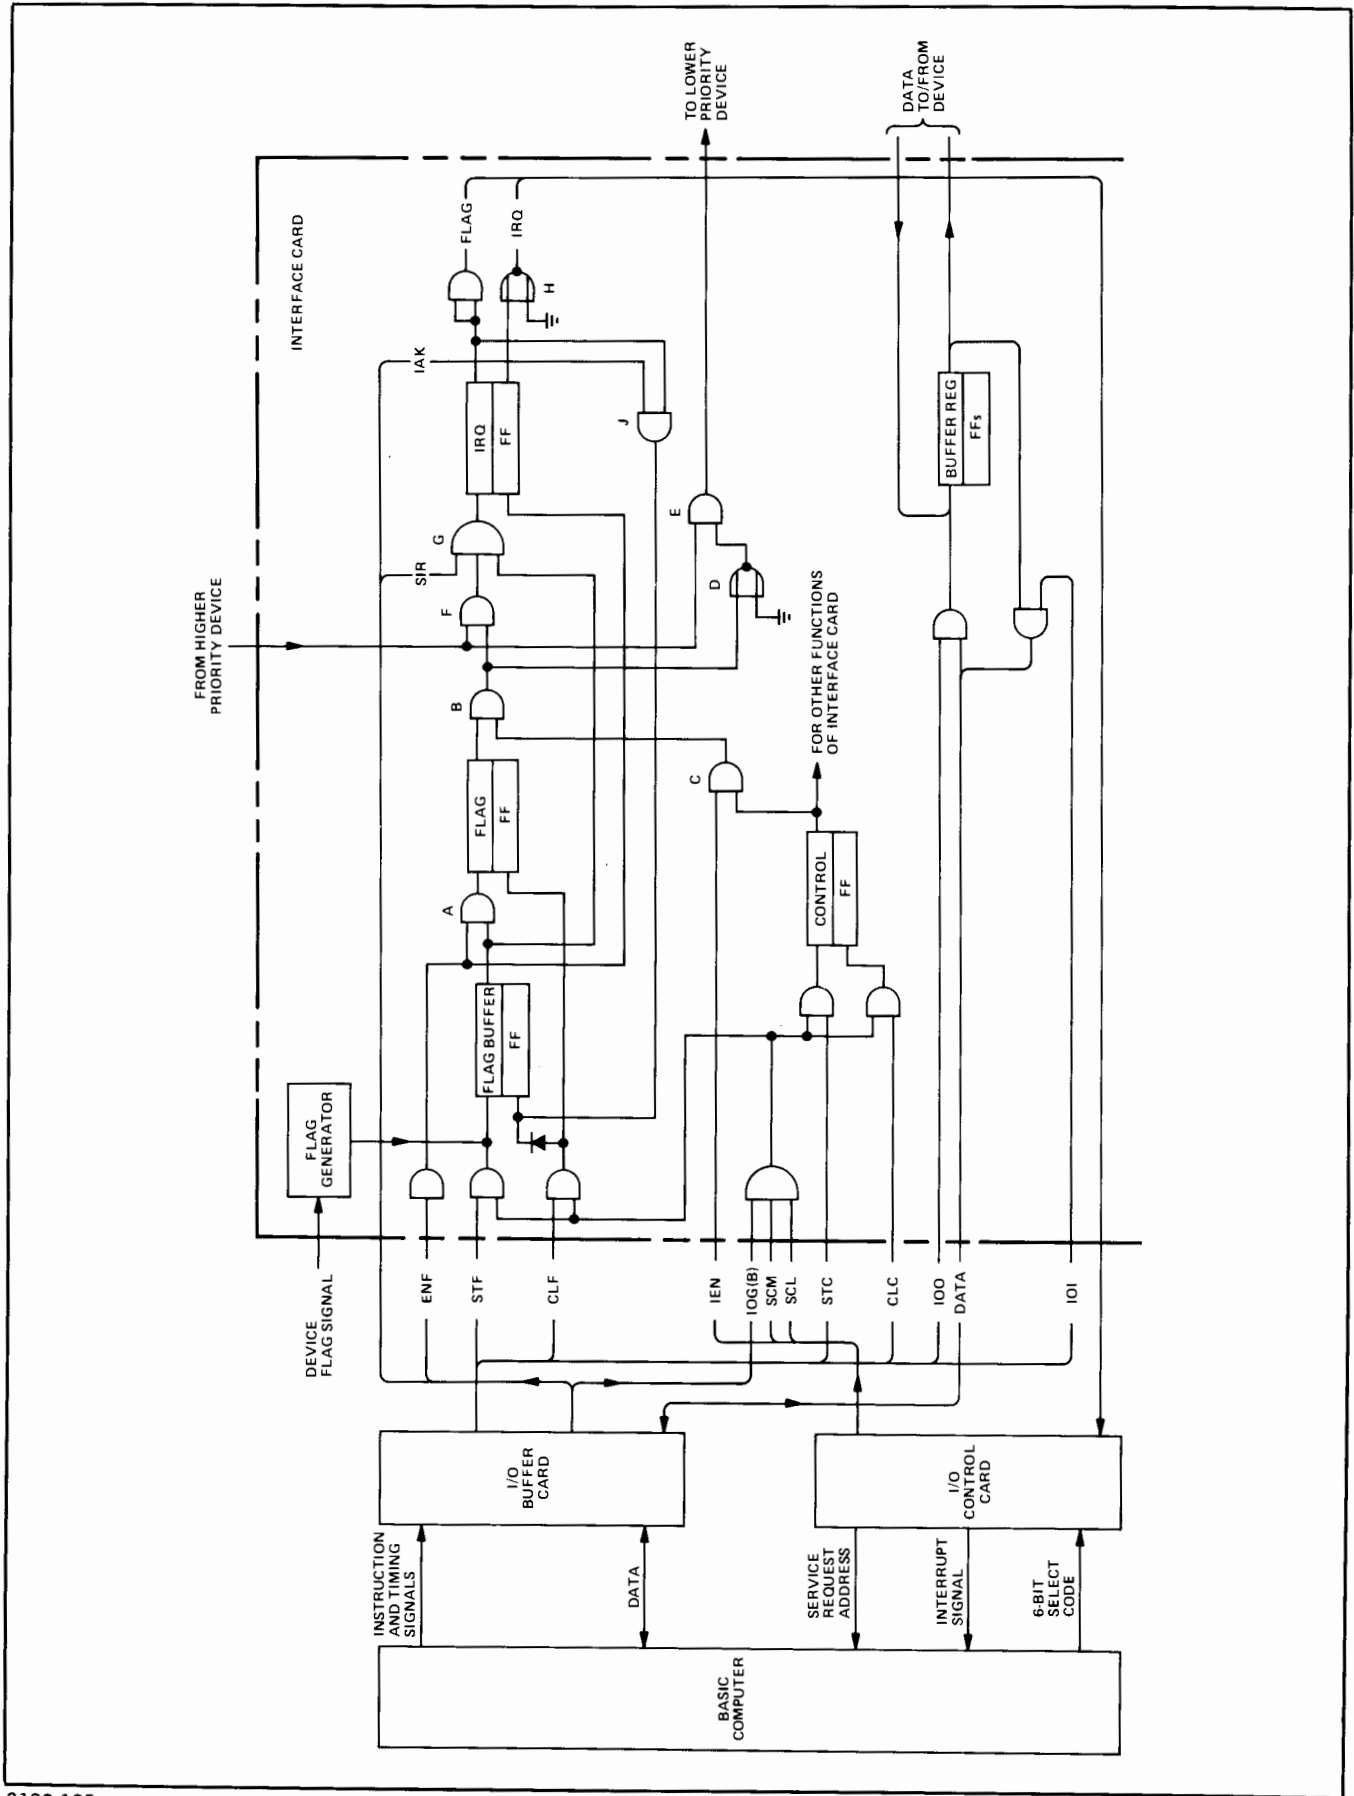 TO LOWER
PRIORITY
DEVICE
DATA
TO/FROM
DEVICE
INTERFACE CARD
FLAG
IRQ
H
IAK
IRQ
FF
J
BUFFER REG
FFs
G
E
SIR
D
F
FROM HIGHER
PRIORITY DEVICE
B
FOR OTHER FUNCTIONS
OF INTERFACE CARD
C
FLAG
FF
A
CONTROL
FF
FLAG BUFFER
FF
FLAG
GENERATOR
DEVICE
FLAG SIGNAL
ENF
STF
CLF
IEN
IOG(B)
SCM
SCL
STC
CLC
IOO
DATA
IOI
I/O
BUFFER
CARD
I/O
CONTROL
CARD
INSTRUCTION
AND TIMING
SIGNALS
DATA
SERVICE
REQUEST
ADDRESS
INTERRUPT
SIGNAL
6-BIT
SELECT
CODE
BASIC
COMPUTER